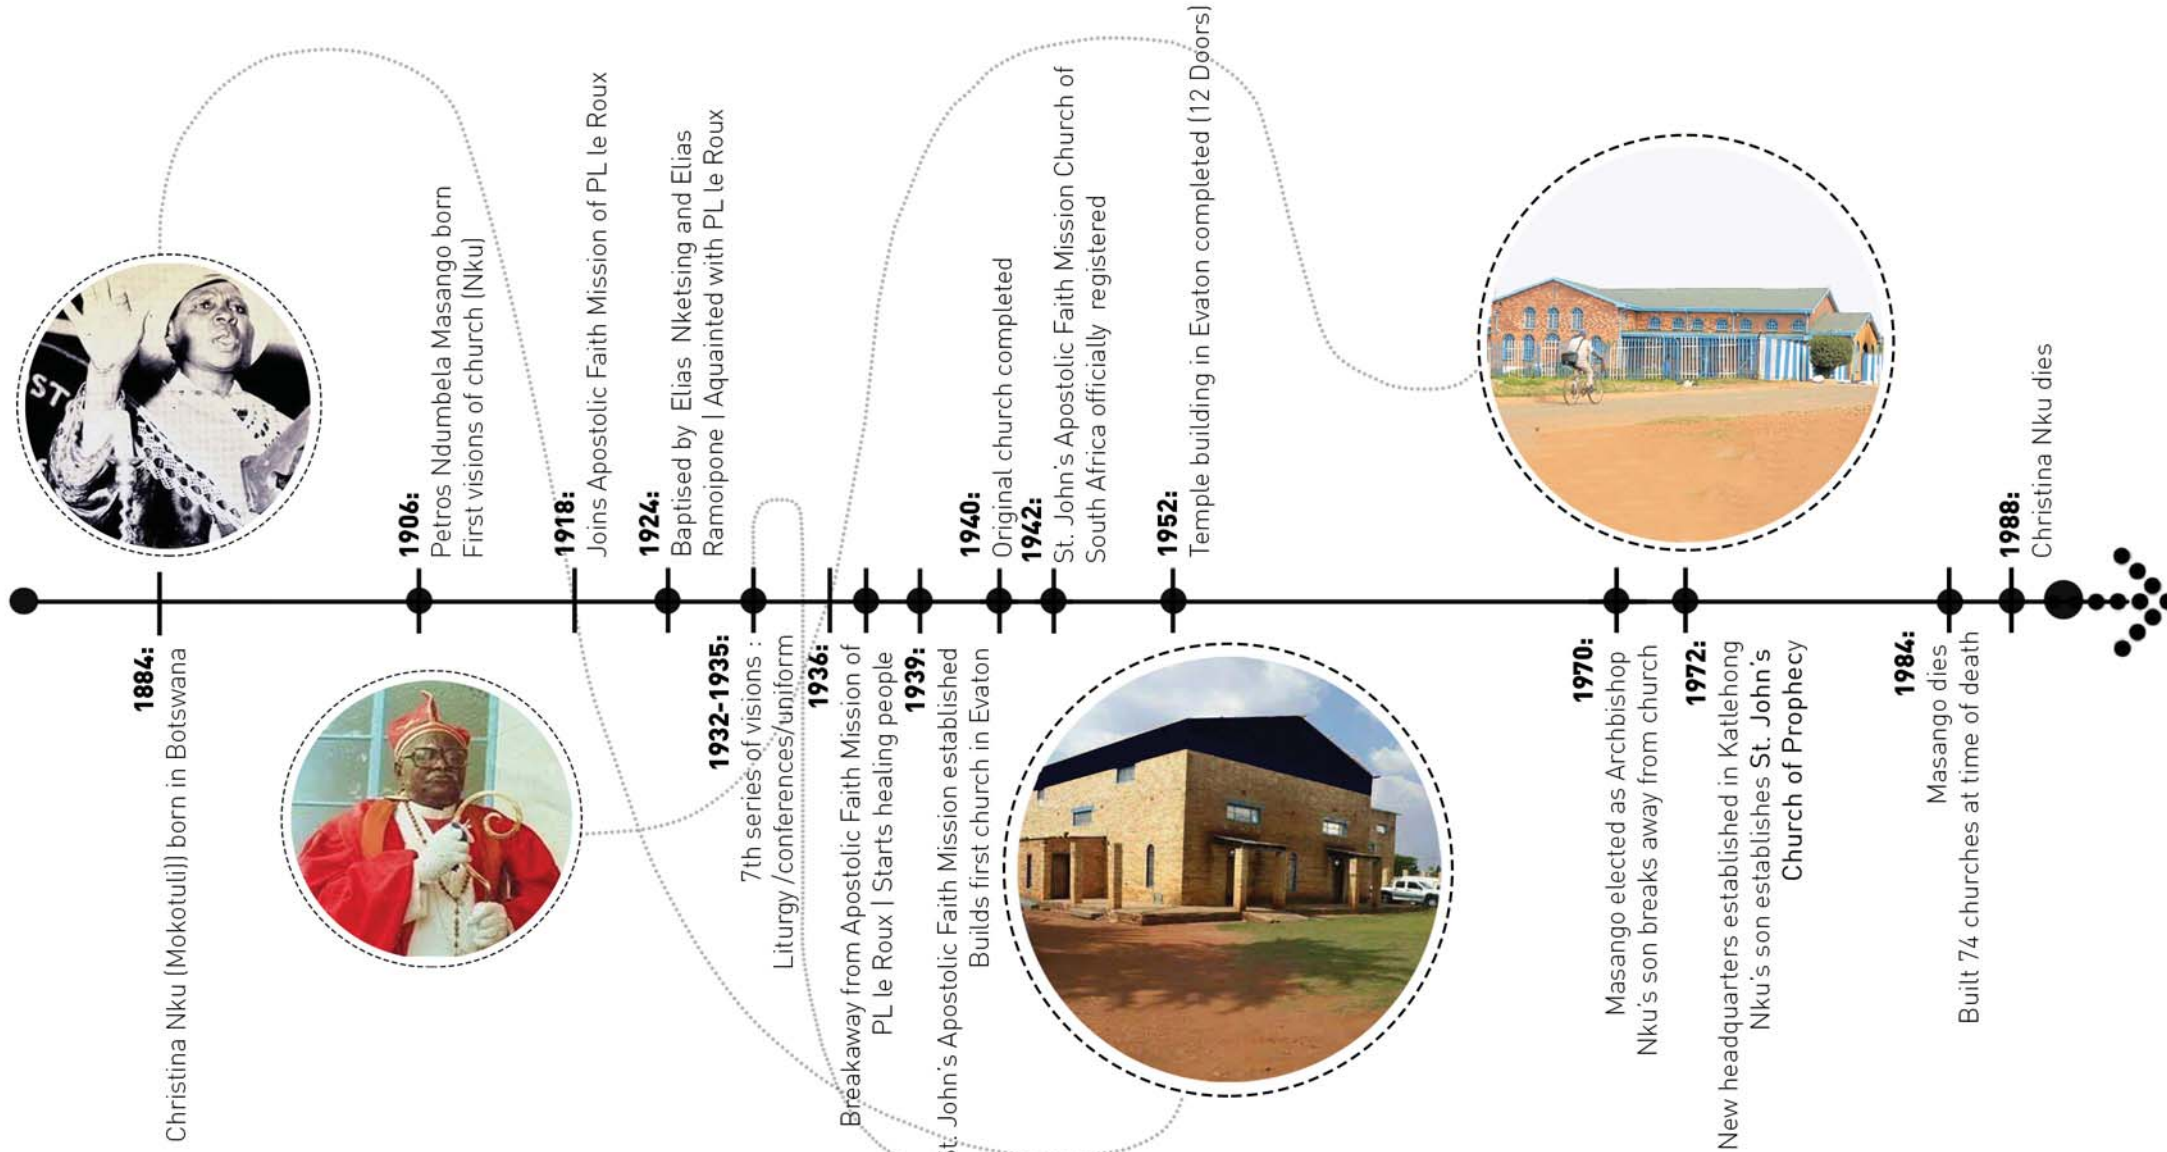 ST
1884:
Christina Nku (Mokotuli)) born in Botswana
1906:
Petros Ndumbela Masango born
First visions of church (Nku)
1918:
Joins Apostolic Faith Mission of PL le Roux
1924:
Baptised by Elias Nketsing and Elias
Ramoipone | Aquainted with PL le Roux
1932-1935:
7th series of visions :
Liturgy /conferences/uniform
1936:
Breakaway from Apostolic Faith Mission of
PL le Roux | Starts healing people
1939:
t. John's Apostolic Faith Mission established
Builds first church in Evaton
1940:
Original church completed
1942:
St. John's Apostolic Faith Mission Church of
South Africa officially registered
1952:
Temple building in Evaton completed (12 Doors)
1970:
Masango elected as Archbishop
Nku's son breaks away from church
1972:
New headquarters established in Katlehong
Nku's son establishes St. John's
Church of Prophecy
1984:
Masango dies
Built 74 churches at time of death
1988:
Christina Nku dies